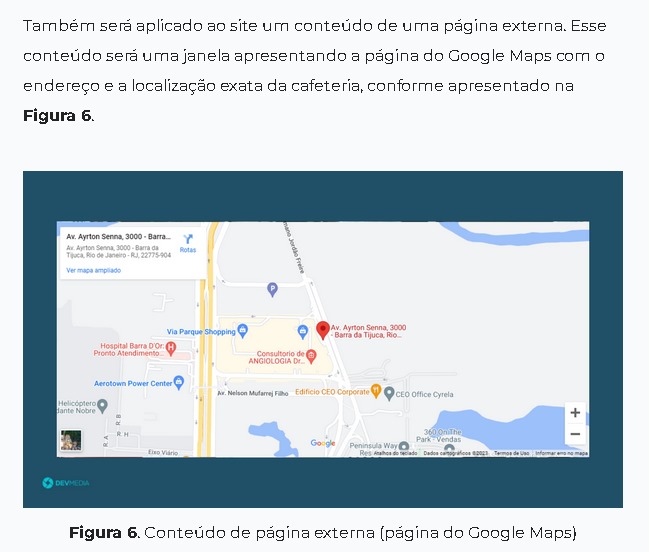 Também será aplicado ao site um conteúdo de uma página externa. Esse
conteúdo será uma janela apresentando a página do Google Maps com o
endereço e a localização exata da cafeteria, conforme apresentado na
Figura 6.
Av. Ayrton Senna, 3000 - Barra...
Av. Ayrton Senna, 3000 - Barra da
Tijuca, Rio de Janeiro - RJ, 22775-904
Rotas
Ver mapa ampliado
mano Jordão Freire
P
Via Parque Shopping
Av. Ayrton Senna, 3000
- Barra da Tijuca, Rio...
Hospital Barra D'Or:
Pronto Atendimento...
H
Consultorio de
ANGIOLOGIA Dr...
Aerotown Power Center
Av. Nelson Mufarrej Filho
Edifício CEO Corporate
CEO Office Cyrela
Helicóptero
dante Nobre
RA
RB
RH
+
−
360 On The
Park - Vendas
Eixo Viário
Google
Peninsula Way
Res
Atalhos do teclado
Dados cartográficos ©2023
Termos de Uso
Informar erro no mapa
DEVMEDIA
Figura 6. Conteúdo de página externa (página do Google Maps)